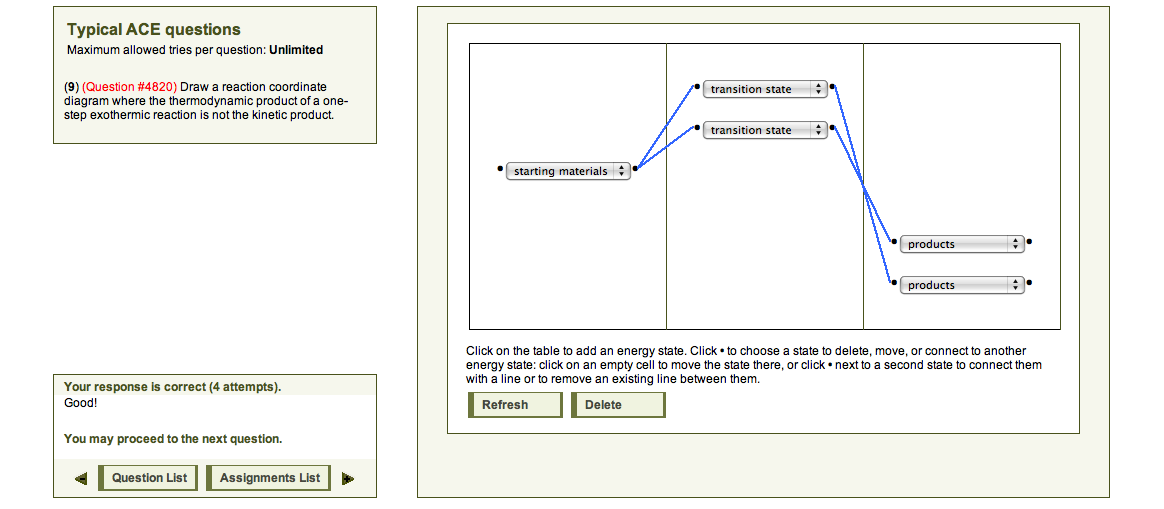 Typical ACE questions
Maximum allowed tries per question: Unlimited
(9) (Question #4820) Draw a reaction coordinate
diagram where the thermodynamic product of a one-
step exothermic reaction is not the kinetic product.
transition state
transition state
starting materials
products
products
Click on the table to add an energy state. Click • to choose a state to delete, move, or connect to another
energy state: click on an empty cell to move the state there, or click • next to a second state to connect them
with a line or to remove an existing line between them.
Refresh
Delete
Your response is correct (4 attempts).
Good!
You may proceed to the next question.
Question List
Assignments List